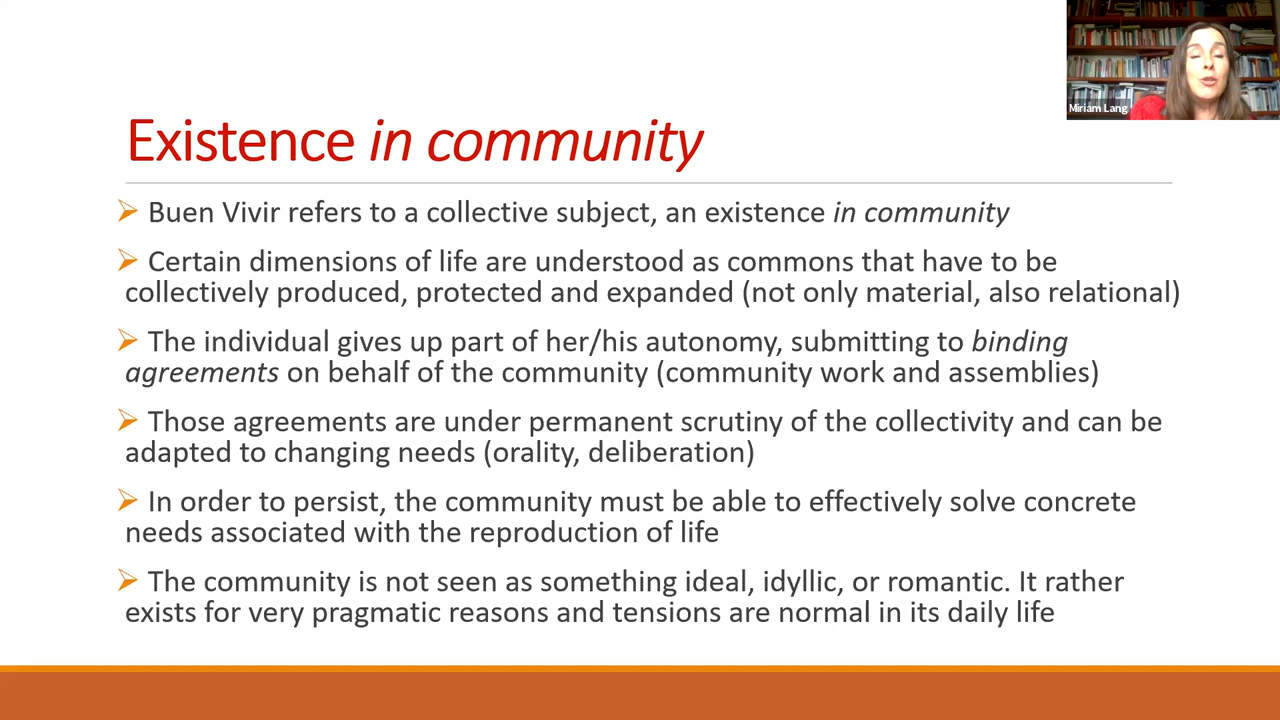 Miriam Lang
Existence in community
Buen Vivir refers to a collective subject, an existence in community
Certain dimensions of life are understood as commons that have to be
collectively produced, protected and expanded (not only material, also relational)
The individual gives up part of her/his autonomy, submitting to binding
agreements on behalf of the community (community work and assemblies)
Those agreements are under permanent scrutiny of the collectivity and can be
adapted to changing needs (orality, deliberation)
In order to persist, the community must be able to effectively solve concrete
needs associated with the reproduction of life
The community is not seen as something ideal, idyllic, or romantic. It rather
exists for very pragmatic reasons and tensions are normal in its daily life